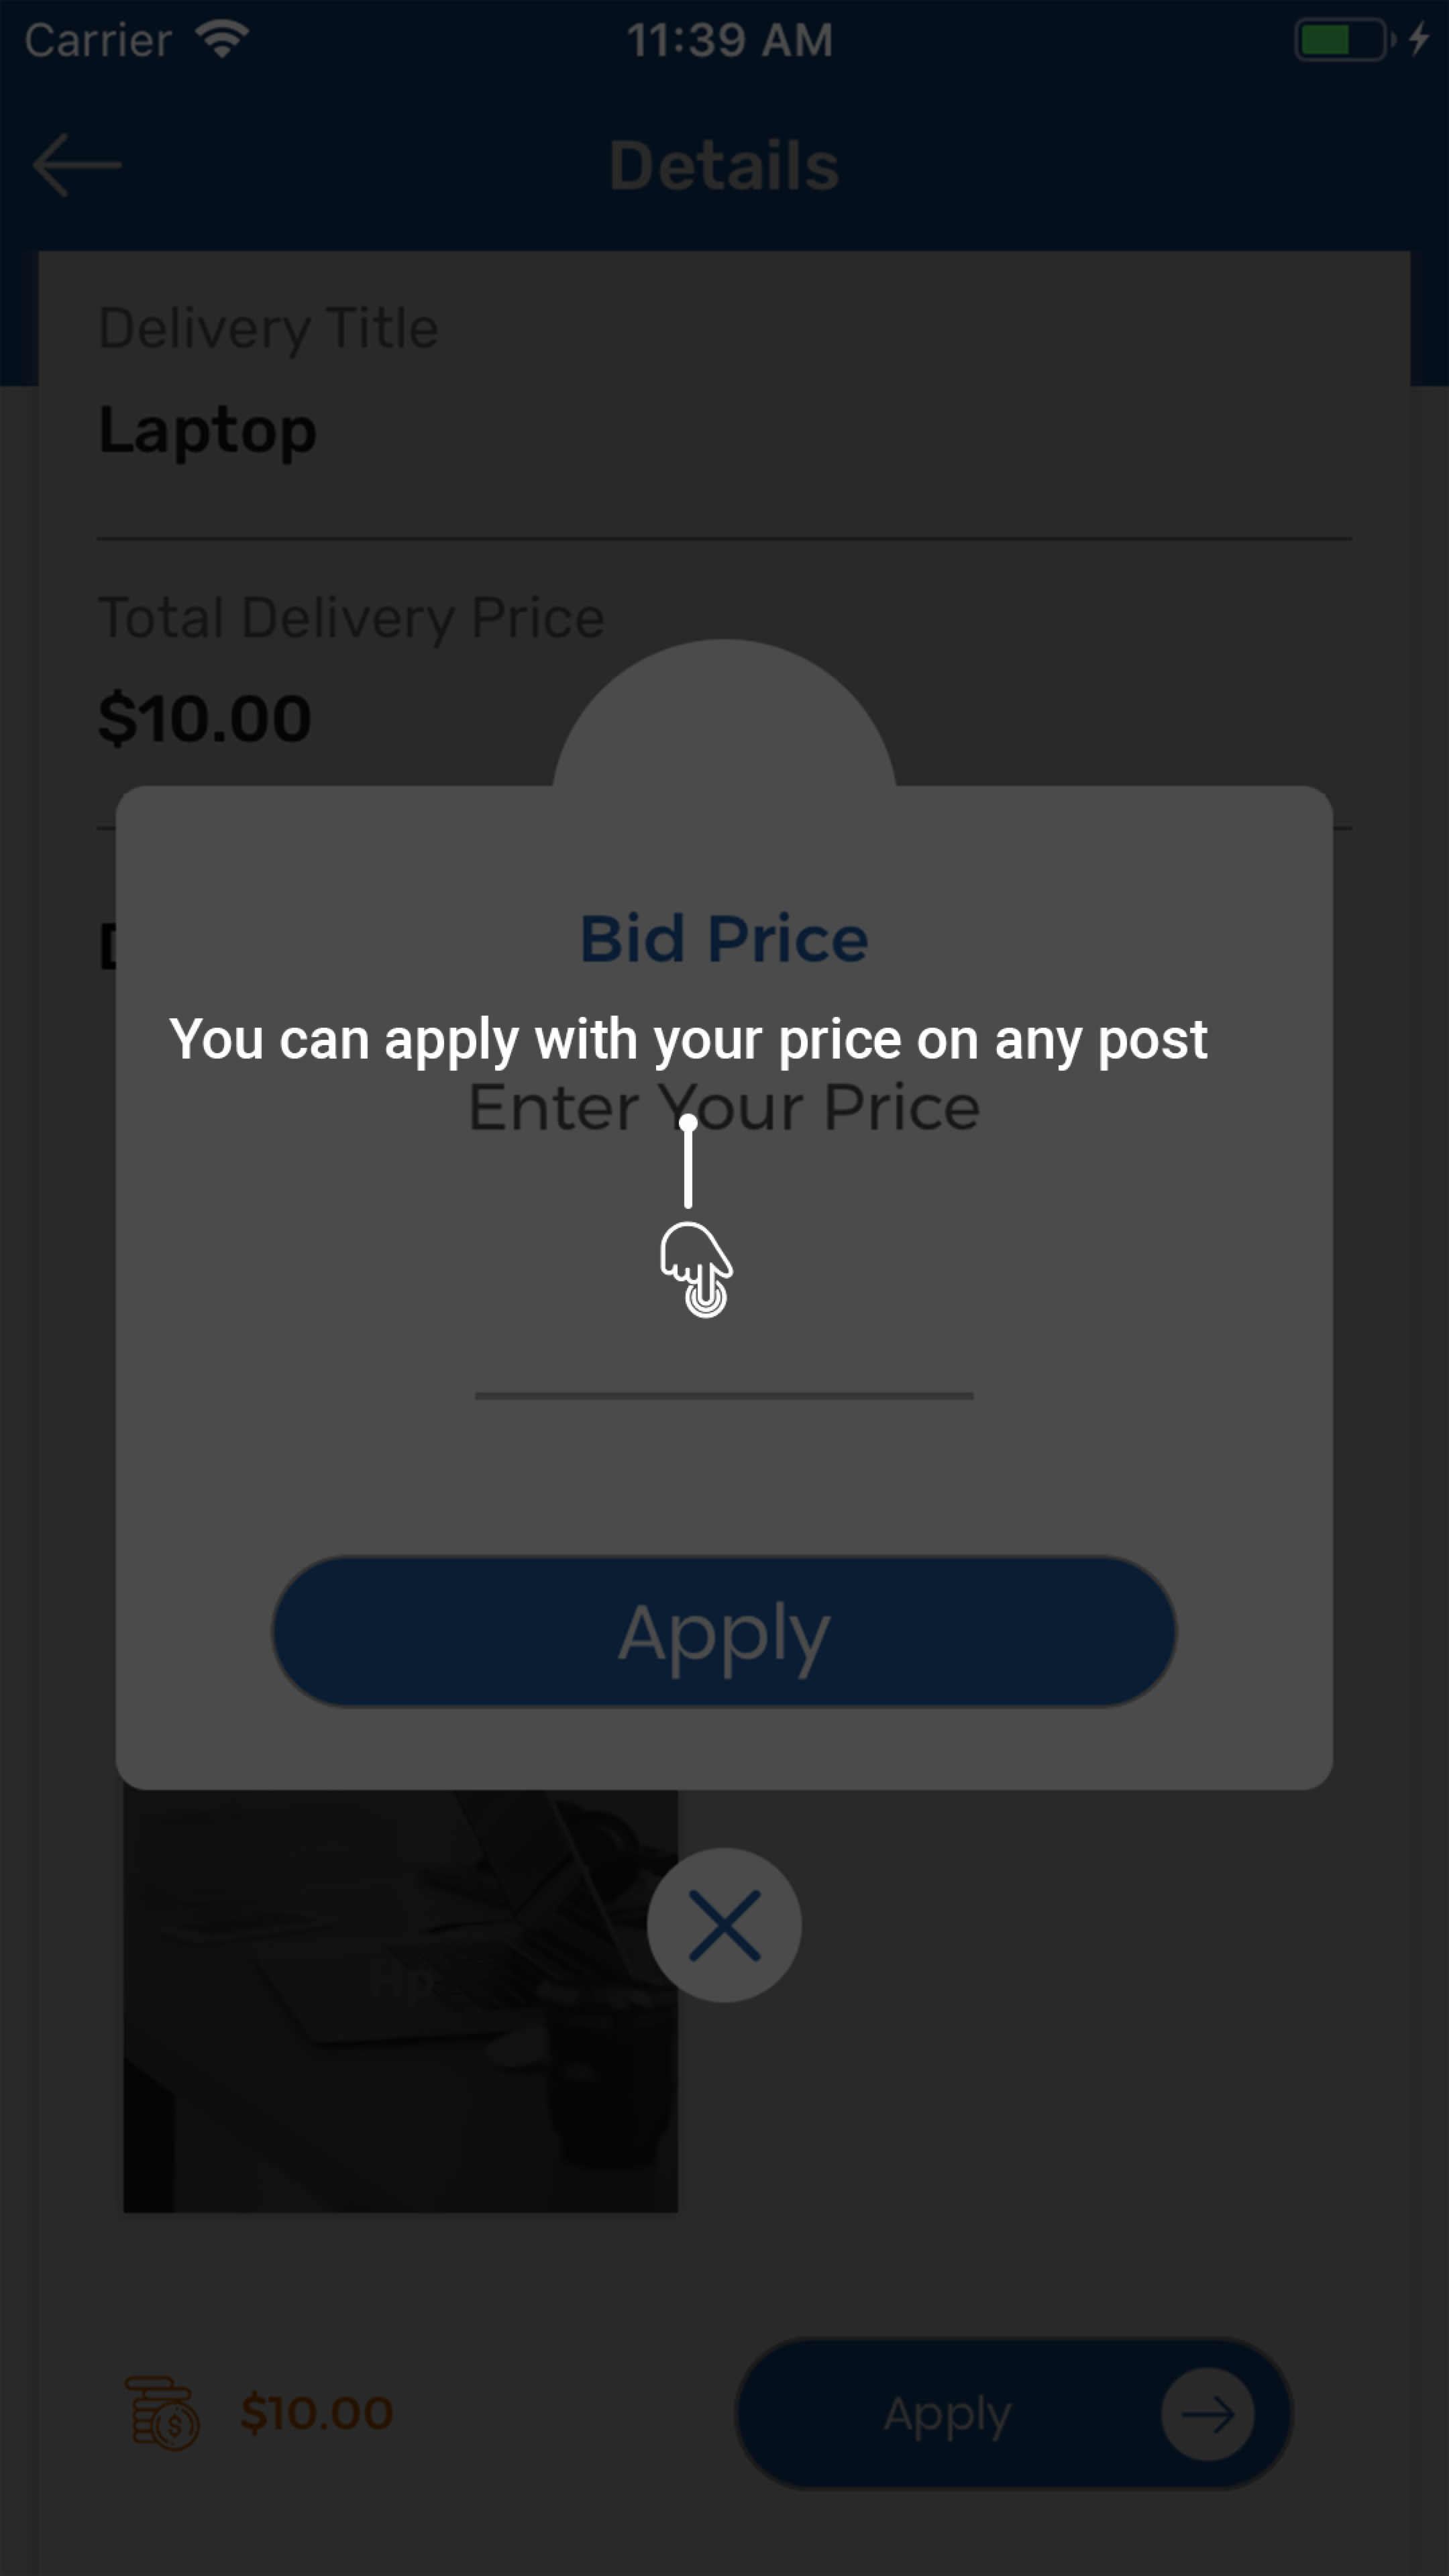 Carrier 11:39 AM
Details
Delivery Title
Laptop
Total Delivery Price
$10.00
Bid Price
You can apply with your price on any post
Enter Your Price
Apply
Hp
$10.00 Apply